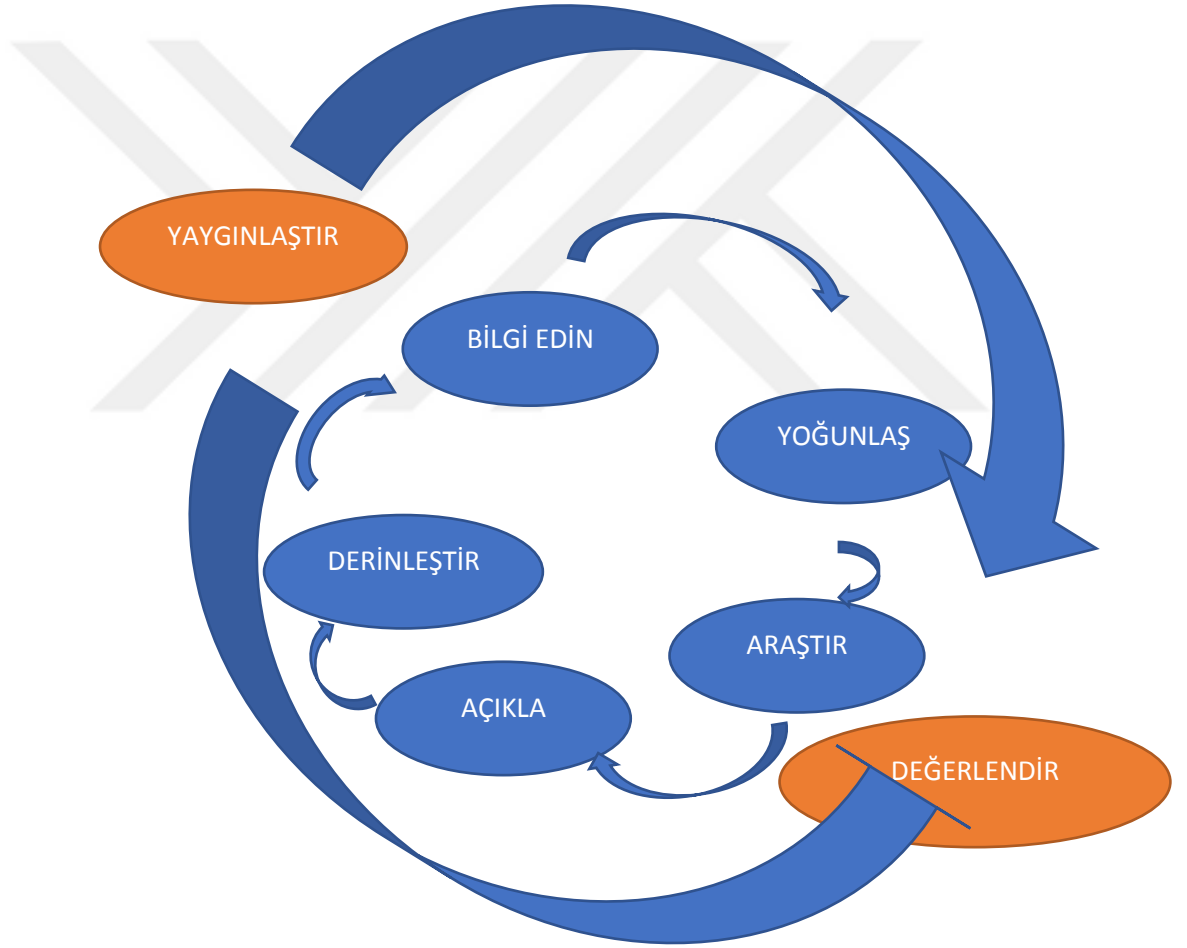 YAYGINLAŞTIR
BİLGİ EDİN
YOĞUNLAŞ
DERİNLEŞTİR
ARAŞTIR
AÇIKLA
DEĞERLENDİR